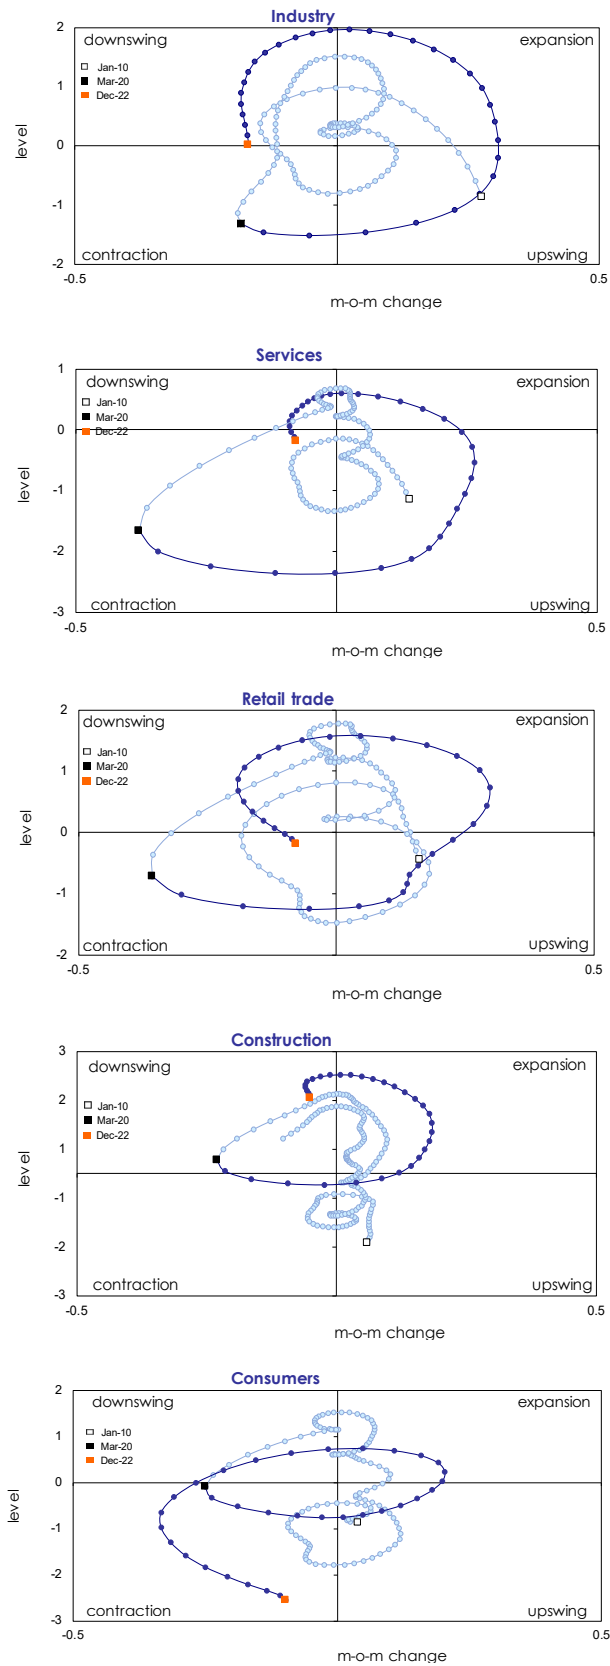 Industry
2
downswing
expansion
Jan-10
Mar-20
Dec-22
1
level
0
-1
contraction
upswing
-2
-0.5
0.5
m-o-m change
Services
1
downswing
expansion
Jan-10
Mar-20
Dec-22
0
level
-1
-2
contraction
upswing
-3
-0.5
0.5
m-o-m change
Retail trade
2
downswing
expansion
Jan-10
Mar-20
Dec-22
1
level
0
-1
contraction
upswing
-2
-0.5
0.5
m-o-m change
Construction
3
downswing
expansion
2
Jan-10
Mar-20
Dec-22
level
1
-1
-2
contraction
upswing
-3
-0.5
0.5
m-o-m change
Consumers
2
downswing
expansion
Jan-10
Mar-20
Dec-22
1
0
level
-1
-2
contraction
upswing
-3
-0.5
0.5
m-o-m change